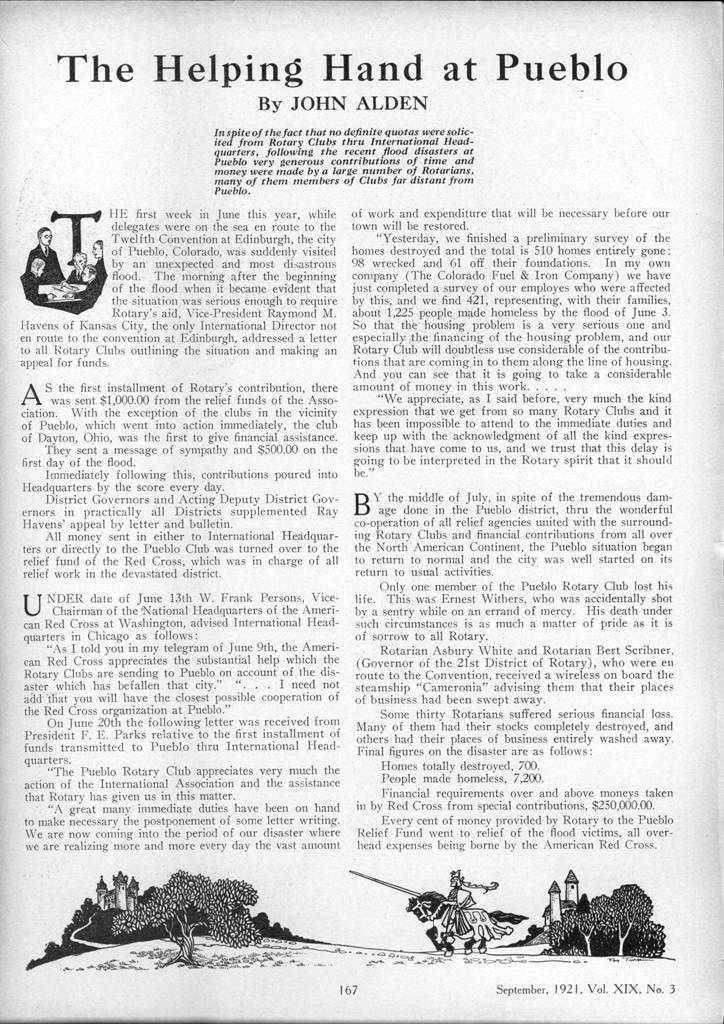 The Helping Hand at Pueblo
By JOHN ALDEN
In spite of the fact that no definite quotas were solic-
ited from Rotary Clubs thru International Head-
quarters, following the recent flood disasters at
Pueblo very generous contributions of time and
money were made by a large number of Rotarians,
many of them members of Clubs far distant from
Pueblo.
THE first week in June this year, while
delegates were on the sea en route to the
Twelfth Convention at Edinburgh, the city
of Pueblo, Colorado, was suddenly visited
by an unexpected and most disastrous
flood. The morning after the beginning
of the flood when it became evident that
the situation was serious enough to require
Rotary's aid, Vice-President Raymond M.
Havens of Kansas City, the only International Director not
en route to the convention at Edinburgh, addressed a letter
to all Rotary Clubs outlining the situation and making an
appeal for funds.
AS the first installment of Rotary's contribution, there
was sent $1,000.00 from the relief funds of the Asso-
ciation. With the exception of the clubs in the vicinity
of Pueblo, which went into action immediately, the club
of Dayton, Ohio, was the first to give financial assistance.
They sent a message of sympathy and $500.00 on the
first day of the flood.
Immediately following this, contributions poured into
Headquarters by the score every day.
District Governors and Acting Deputy District Gov-
ernors in practically all Districts supplemented Ray
Havens' appeal by letter and bulletin.
All money sent in either to International Headquar-
ters or directly to the Pueblo Club was turned over to the
relief fund of the Red Cross, which was in charge of all
relief work in the devastated district.
UNDER date of June 13th W. Frank Persons, Vice-
Chairman of the National Headquarters of the Ameri-
can Red Cross at Washington, advised International Head-
quarters in Chicago as follows:
"As I told you in my telegram of June 9th, the Ameri-
can Red Cross appreciates the substantial help which the
Rotary Clubs are sending to Pueblo on account of the dis-
aster which has befallen that city." ". . . I need not
add that you will have the closest possible cooperation of
the Red Cross organization at Pueblo."
On June 20th the following letter was received from
President F. E. Parks relative to the first installment of
funds transmitted to Pueblo thru International Head-
quarters.
"The Pueblo Rotary Club appreciates very much the
action of the International Association and the assistance
that Rotary has given us in this matter.
"A great many immediate duties have been on hand
to make necessary the postponement of some letter writing.
We are now coming into the period of our disaster where
we are realizing more and more every day the vast amount
of work and expenditure that will be necessary before our
town will be restored.
"Yesterday, we finished a preliminary survey of the
homes destroyed and the total is 510 homes entirely gone;
98 wrecked and 61 off their foundations. In my own
company (The Colorado Fuel & Iron Company) we have
just completed a survey of our employes who were affected
by this, and we find 421, representing, with their families,
about 1,225 people made homeless by the flood of June 3.
So that the housing problem is a very serious one and
especially the financing of the housing problem, and our
Rotary Club will doubtless use considerable of the contribu-
tions that are coming in to them along the line of housing.
And you can see that it is going to take a considerable
amount of money in this work. . . . .
"We appreciate, as I said before, very much the kind
expression that we get from so many Rotary Clubs and it
has been impossible to attend to the immediate duties and
keep up with the acknowledgment of all the kind expres-
sions that have come to us, and we trust that this delay is
going to be interpreted in the Rotary spirit that it should
be."
BY the middle of July, in spite of the tremendous dam-
age done in the Pueblo district, thru the wonderful
co-operation of all relief agencies united with the surround-
ing Rotary Clubs and financial contributions from all over
the North American Continent, the Pueblo situation began
to return to normal and the city was well started on its
return to usual activities.
Only one member of the Pueblo Rotary Club lost his
life. This was Ernest Withers, who was accidentally shot
by a sentry while on an errand of mercy. His death under
such circumstances is as much a matter of pride as it is
of sorrow to all Rotary.
Rotarian Asbury White and Rotarian Bert Scribner,
(Governor of the 21st District of Rotary), who were en
route to the Convention, received a wireless on board the
steamship "Cameronia" advising them that their places
of business had been swept away.
Some thirty Rotarians suffered serious financial loss.
Many of them had their stocks completely destroyed, and
others had their places of business entirely washed away.
Final figures on the disaster are as follows:
Homes totally destroyed, 700.
People made homeless, 7,200.
Financial requirements over and above moneys taken
in by Red Cross from special contributions, $250,000.00.
Every cent of money provided by Rotary to the Pueblo
Relief Fund went to relief of the flood victims, all over-
head expenses being borne by the American Red Cross.
167
September, 1921, Vol. XIX, No. 3